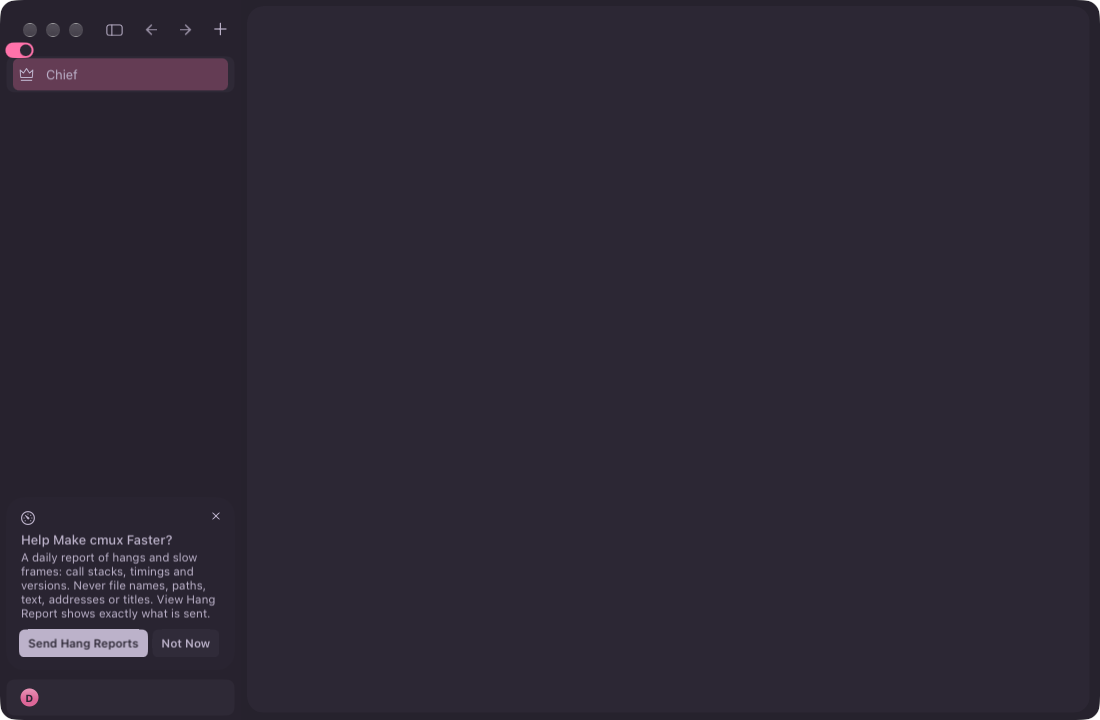 Chief
Help Make cmux Faster?
A daily report of hangs and slow
frames: call stacks, timings and
versions. Never file names, paths,
text, addresses or titles. View Hang
Report shows exactly what is sent.
Send Hang Reports
Not Now
D